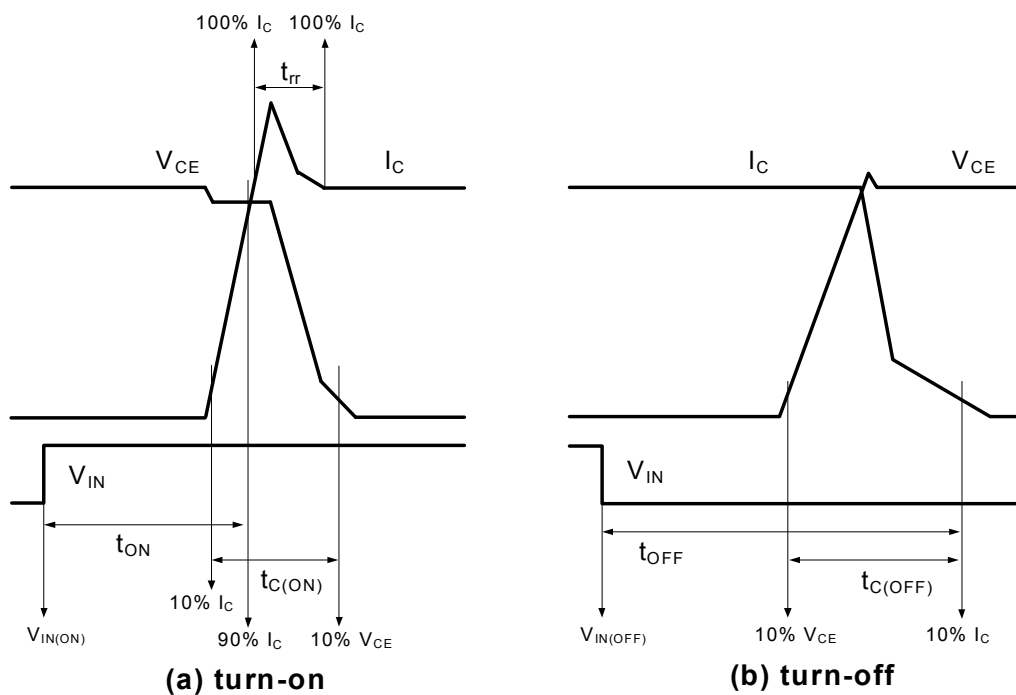 100% IC
100% IC
trr
VCE
IC
IC
VCE
VIN
VIN
tON
tOFF
tC(ON)
tC(OFF)
10% IC
VIN(ON)
90% IC
10% VCE
VIN(OFF)
10% VCE
10% IC
(a) turn-on
(b) turn-off